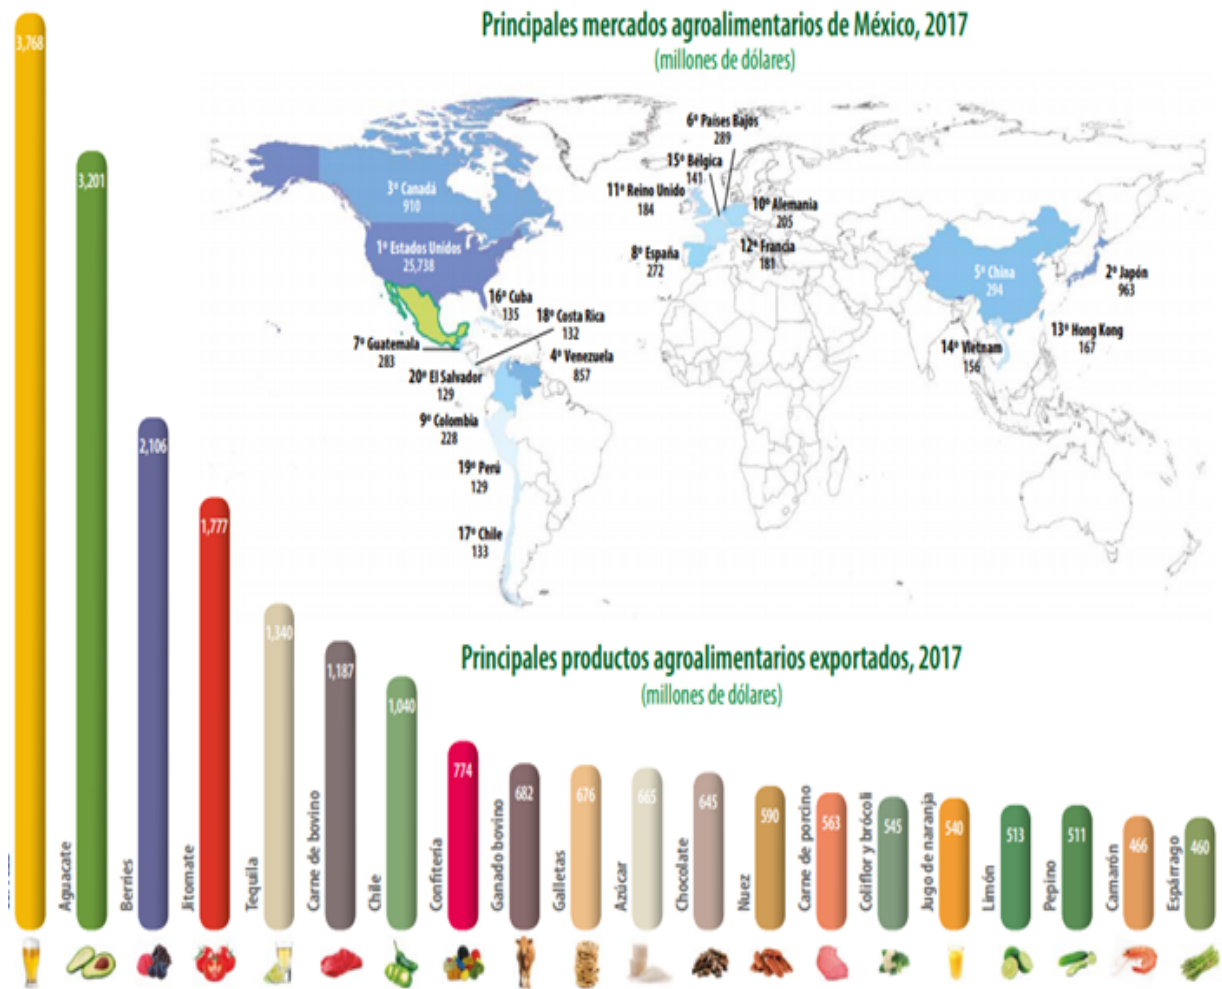 Principales mercados agroalimentarios de México, 2017
(millones de dólares)
6º Países Bajos
289
15º Bélgica
141
11º Reino Unido
184
10º Alemania
205
3º Canadá
910
8º España
272
12º Francia
181
1º Estados Unidos
25,738
5º China
294
2º Japón
963
16º Cuba
135
18º Costa Rica
132
13º Hong Kong
167
7º Guatemala
283
4º Venezuela
857
14º Vietnam
156
20º El Salvador
129
9º Colombia
228
19º Perú
129
17º Chile
133
Principales productos agroalimentarios exportados, 2017
(millones de dólares)
3,768
3,201
Aguacate
2,106
Berries
1,777
Jitomate
1,340
Tequila
1,187
Carne de bovino
1,040
Chile
774
Confitería
682
Ganado bovino
676
Galletas
665
Azúcar
645
Chocolate
590
Nuez
563
Carne de porcino
545
Coliflor y brócoli
540
Jugo de naranja
513
Limón
511
Pepino
466
Camarón
460
Espárrago